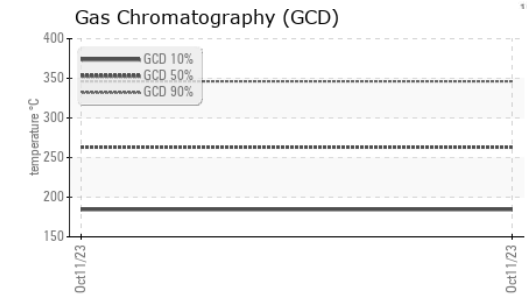 Gas Chromatography (GCD)
400
350
300
250
200
150
temperature °C
GCD 10%
GCD 50%
GCD 90%
Oct11/23
Oct11/23